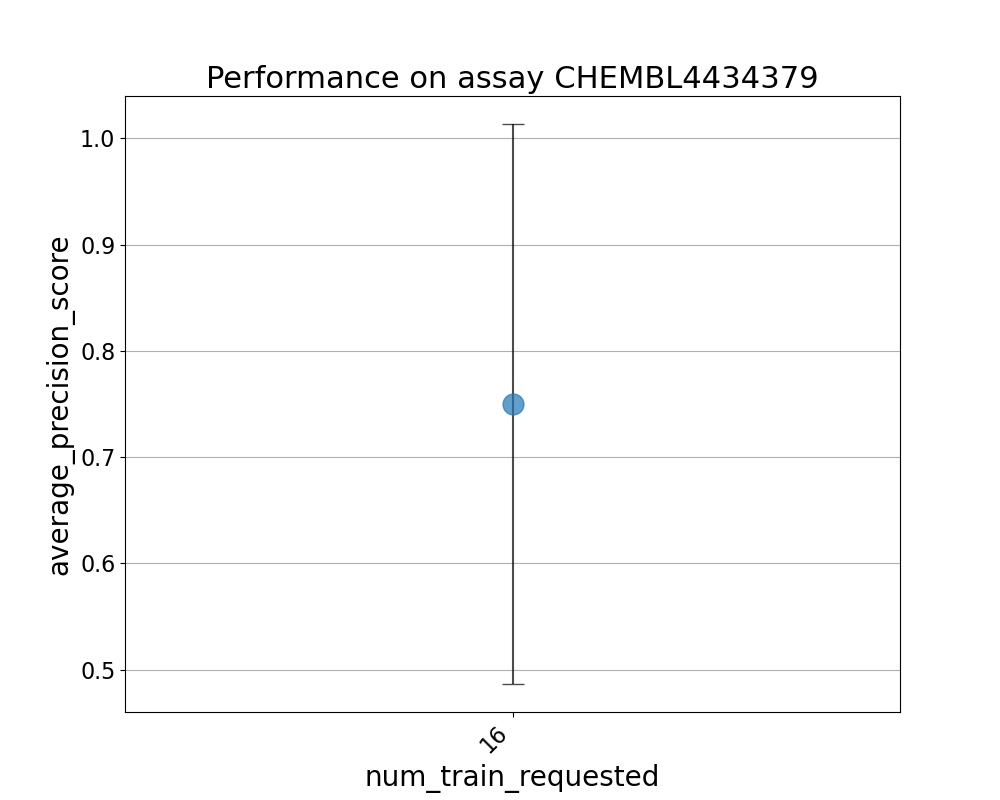 Performance on assay CHEMBL4434379
average_precision_score
1.0
0.9
0.8
0.7
0.6
0.5
16
num_train_requested